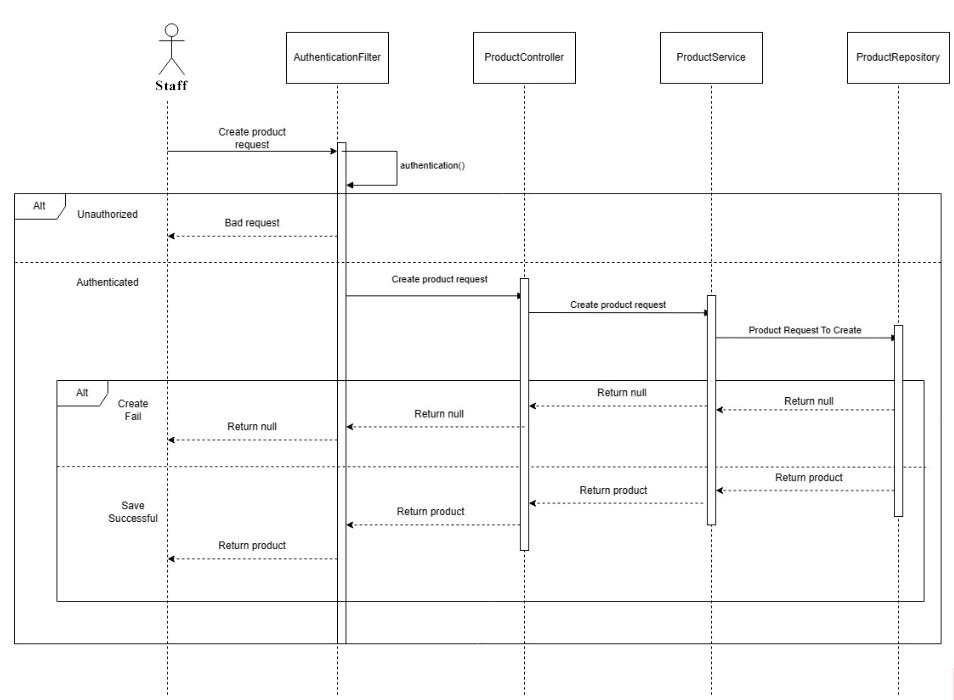 Staff
AuthenticationFilter
ProductController
ProductService
ProductRepository
Create product
request
authentication()
Alt
Unauthorized
Bad request
Authenticated
Create product request
Create product request
Product Request To Create
Alt
Create
Fail
Return null
Return null
Return null
Return null
Save
Successful
Return product
Return product
Return product
Return product